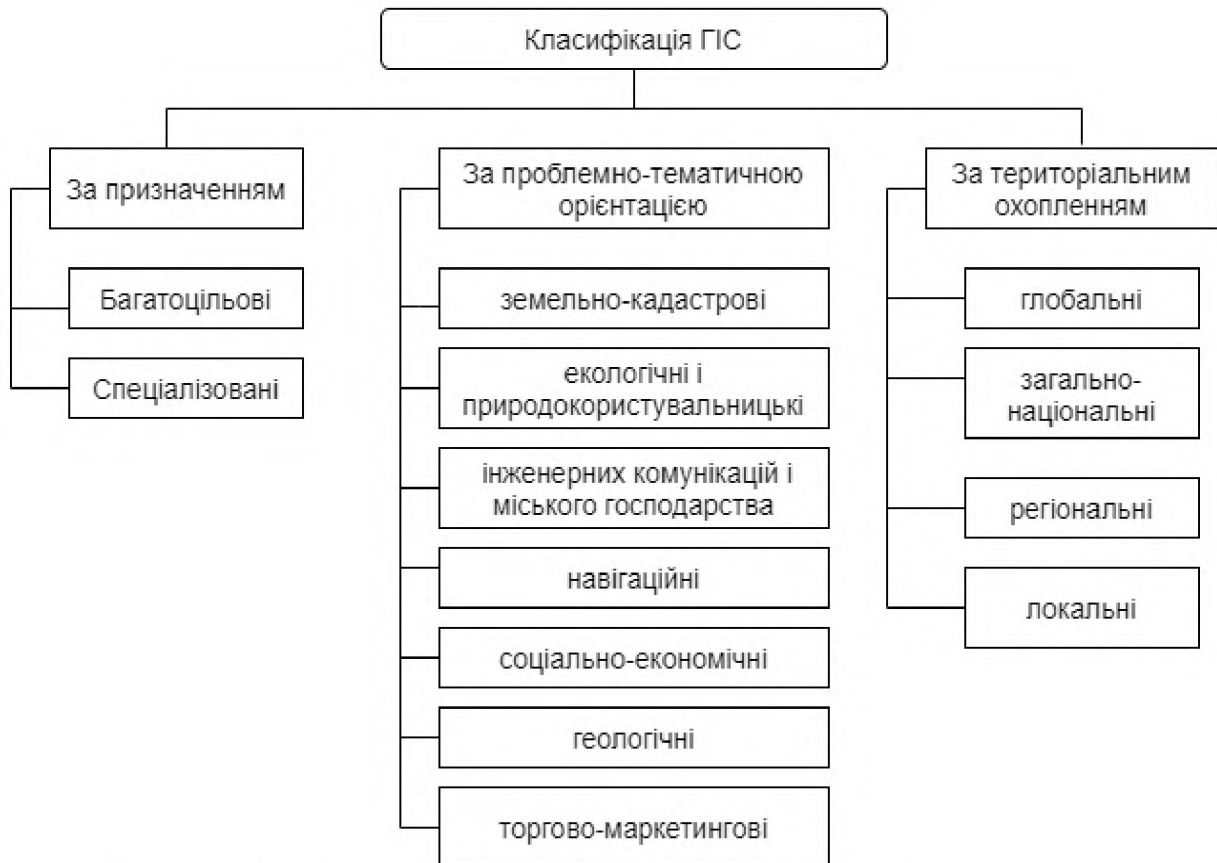 Класифікація ГІС
За призначенням
Багатоцільові
Спеціалізовані
За проблемно-тематичною
орієнтацією
земельно-кадастрові
екологічні і
природокористувальницькі
інженерних комунікацій і
міського господарства
навігаційні
соціально-економічні
геологічні
торгово-маркетингові
За територіальним
охопленням
глобальні
загально-
національні
регіональні
локальні